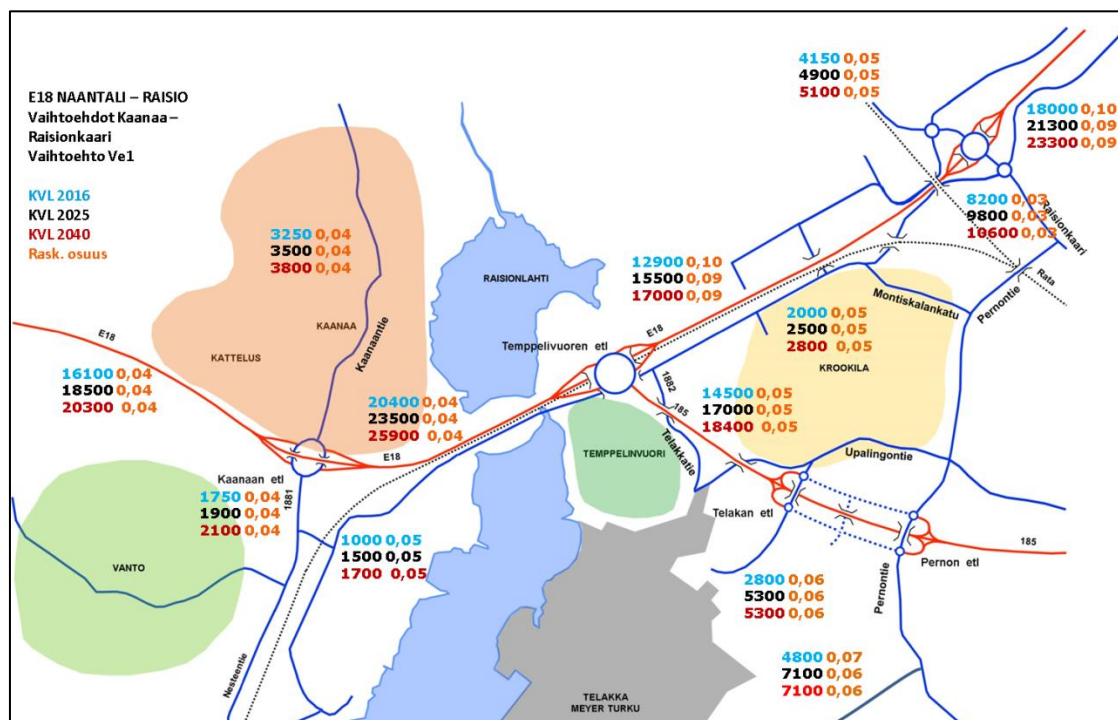 E18 NAANTALI – RAISIO
Vaihtoehdot Kaanaa –
Raisionkaari
Vaihtoehto Ve1
KVL 2016
KVL 2025
KVL 2040
Rask. osuus
4150 0,05
4900 0,05
5100 0,05
18000 0,10
21300 0,09
23300 0,09
8200 0,03
9800 0,03
10600 0,03
Raisionkaari
Rata
Pernontie
Montiskalankatu
3250 0,04
3500 0,04
3800 0,04
KAANAA
KATTELUS
Kaanaantie
RAISIONLAHTI
12900 0,10
15500 0,09
17000 0,09
E18
Temppelivuoren etl
2000 0,05
2500 0,05
2800 0,05
KROOKILA
E18
16100 0,04
18500 0,04
20300 0,04
20400 0,04
23500 0,04
25900 0,04
E18
1882
185
14500 0,05
17000 0,05
18400 0,05
TEMPPELINVUORI
Telakkatie
Upalingontie
Kaanaan etl
1881
1750 0,04
1900 0,04
2100 0,04
Telakan etl
185
Pernon etl
VANTO
1000 0,05
1500 0,05
1700 0,05
2800 0,06
5300 0,06
5300 0,06
Pernontie
Nesteentie
4800 0,07
7100 0,06
7100 0,06
TELAKKA
MEYER TURKU